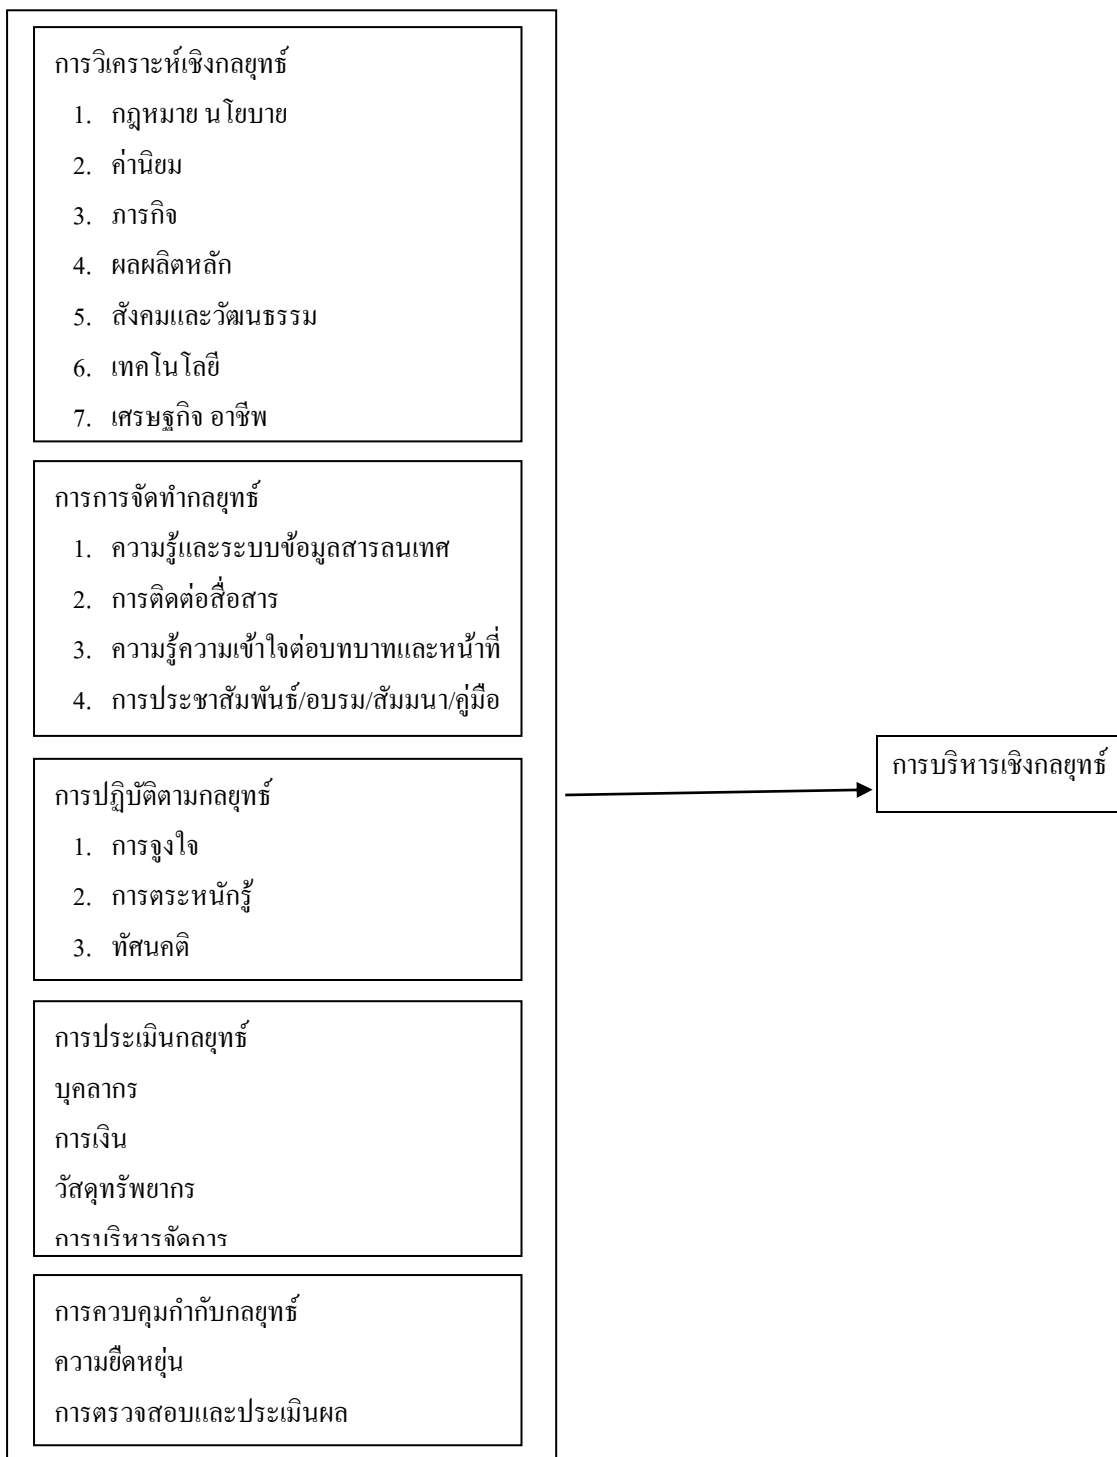 การวิเคราะห์เชิงกลยุทธ์
1. กฎหมาย นโยบาย
2. ค่านิยม
3. ภารกิจ
4. ผลผลิตหลัก
5. สังคมและวัฒนธรรม
6. เทคโนโลยี
7. เศรษฐกิจ อาชีพ
การการจัดทำกลยุทธ์
1. ความรู้และระบบข้อมูลสารลนเทศ
2. การติดต่อสื่อสาร
3. ความรู้ความเข้าใจต่อบทบาทและหน้าที่
4. การประชาสัมพันธ์/อบรม/สัมมนา/คู่มือ
การปฏิบัติตามกลยุทธ์
1. การจูงใจ
2. การตระหนักรู้
3. ทัศนคติ
การประเมินกลยุทธ์
บุคลากร
การเงิน
วัสดุทรัพยากร
การบริหารจัดการ
การควบคุมกำกับกลยุทธ์
ความยืดหยุ่น
การตรวจสอบและประเมินผล
การบริหารเชิงกลยุทธ์